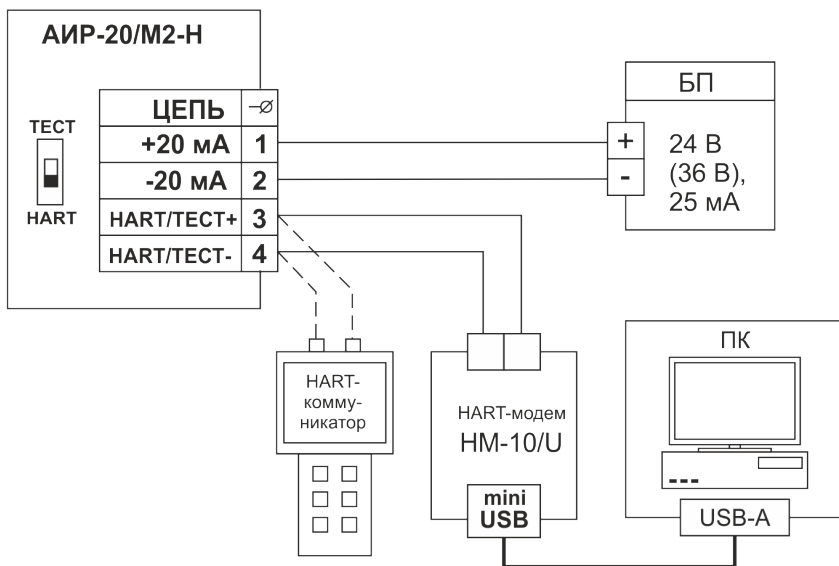 АИР-20/М2-Н
ТЕСТ
HART
ЦЕПЬ
+20 мА 1
-20 мА 2
HART/ТЕСТ+ 3
HART/ТЕСТ- 4
БП
+
-
24 В
(36 В),
25 мА
HART-
комму-
никатор
HART-модем
HM-10/U
mini
USB
ПК
USB-A